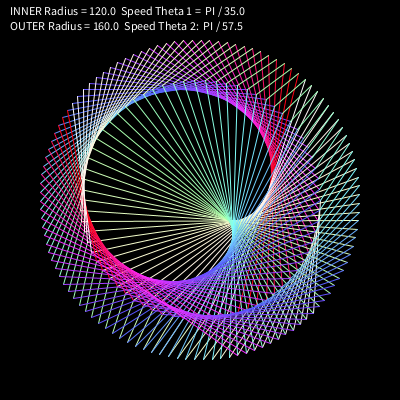 INNER Radius = 120.0  Speed Theta 1 =  PI / 35.0
OUTER Radius = 160.0  Speed Theta 2:  PI / 57.5